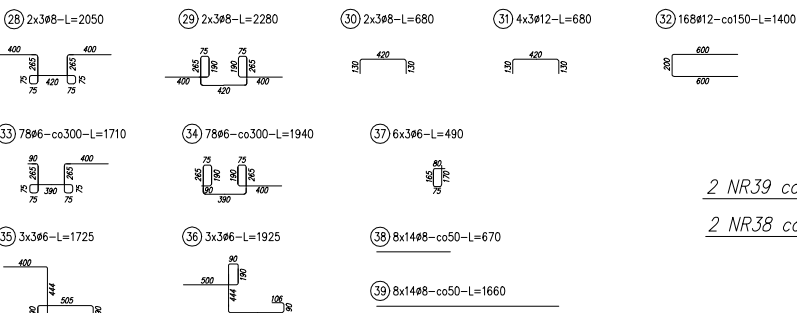 28 2x3ø8-L=2050
29 2x3ø8-L=2280
30 2x3ø8-L=680
31 4x3ø12-L=680
32 168ø12-co150-L=1400
400 400
265 265
75 420 75
75 75
75 75
265 190 190 265
400 420 400
420
130 130
420
130 130
600
200
600
33 78ø6-co300-L=1710
34 78ø6-co300-L=1940
37 6x3ø6-L=490
90 400
265 265
390 75
75 75
75 75
265 190 190 265
90 400
390
80
165 170
75
2 NR39 co
2 NR38 co
35 3x3ø6-L=1725
36 3x3ø6-L=1925
38 8x14ø8-co50-L=670
400
444
505
90 90
90
190
500
444
106
90
39 8x14ø8-co50-L=1660